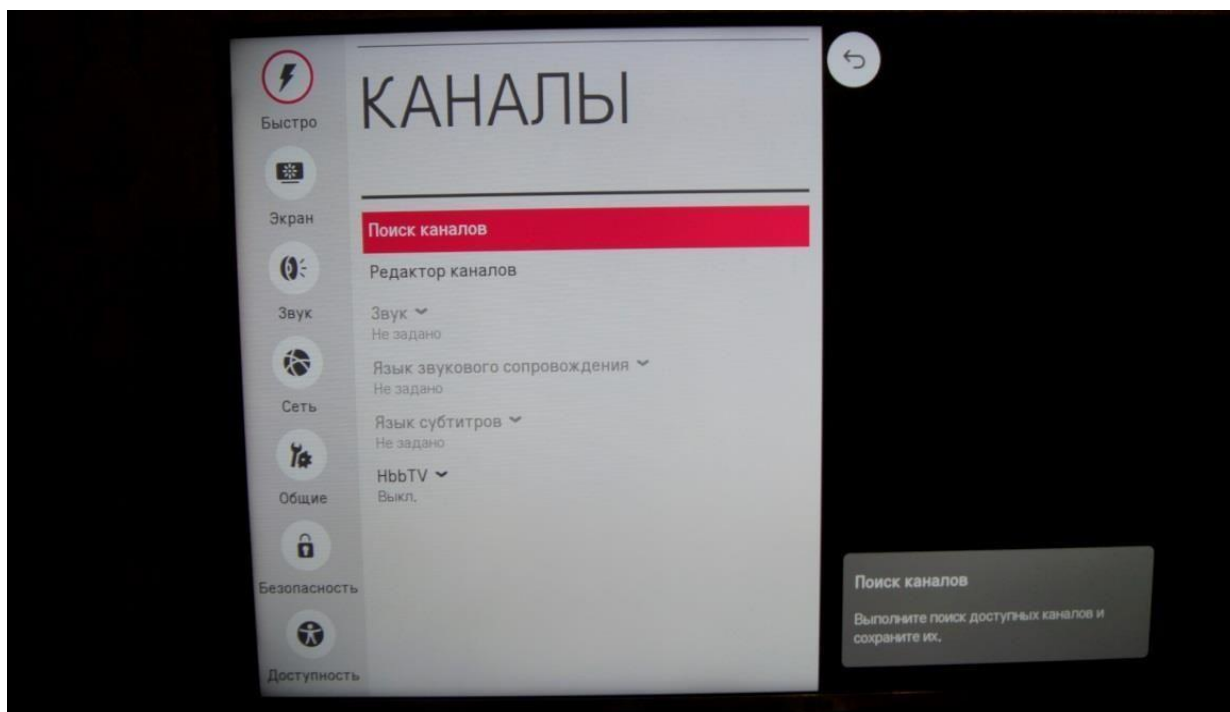 Быстро
Экран
Звук
Сеть
Общие
Безопасность
Доступность
КАНАЛЫ
Поиск каналов
Редактор каналов
Звук
Не задано
Язык звукового сопровождения
Не задано
Язык субтитров
Не задано
HbbTV
Выкл.
Поиск каналов
Выполните поиск доступных каналов и
сохраните их.